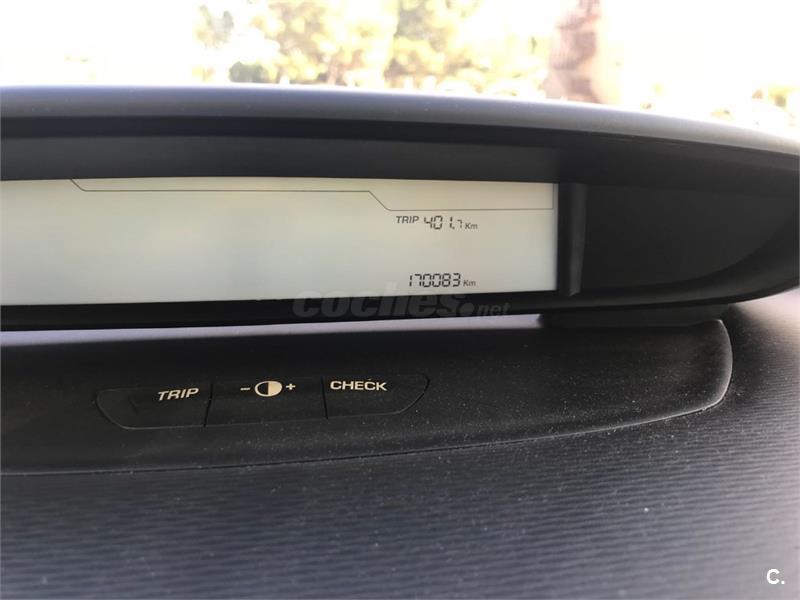 TRIP 401.7 Km
170083 Km
coches.net
TRIP - + CHECK
C.